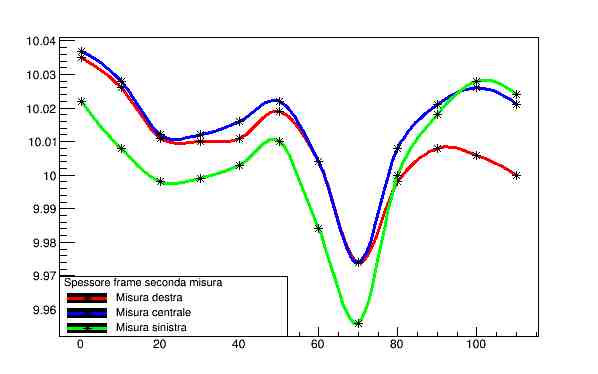 10.04
10.03
10.02
10.01
10
9.99
9.98
9.97
9.96
Spessore frame seconda misura
Misura destra
Misura centrale
Misura sinistra
0 20 40 60 80 100